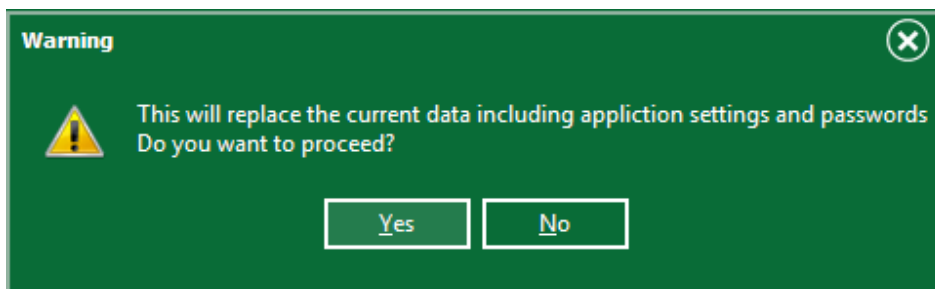 Warning
This will replace the current data including appliction settings and passwords
Do you want to proceed?
Yes No